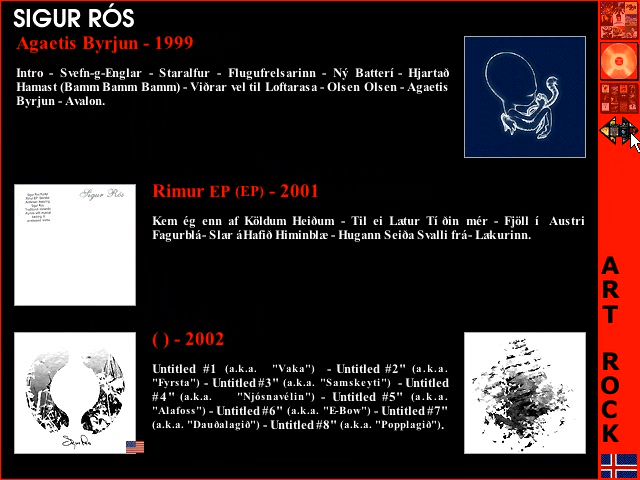 SIGUR RÓS
Agaetis Byrjun - 1999
Intro - Svefn-g-Englar - Staralfur - Flugufrelsarinn - Ný Batterí - Hjartað
Hamast (Bamm Bamm Bamm) - Viðrar vel til Loftarasa - Olsen Olsen - Agaetis
Byrjun - Avalon.
Rimur EP (EP) - 2001
Kem ég enn af Köldum Heiðum - Til ei Latur Tí ðin mér - Fjöll í Austri
Fagurblá- Slar áHafið Himinblæ - Hugann Seiða Svalli frá- Lakurinn.
Sigur Rós
( ) - 2002
Untitled #1 (a.k.a. "Vaka") - Untitled #2" (a.k.a.
"Fyrsta") - Untitled #3" (a.k.a. "Samskeyti") - Untitled
#4" (a.k.a. "Njósnavélin") - Untitled #5" (a.k.a.
"Alafoss") - Untitled #6" (a.k.a. "E-Bow") - Untitled #7"
(a.k.a. "Dauðalagið") - Untitled #8" (a.k.a. "Popplagið").
Sigur Rós
ART ROCK